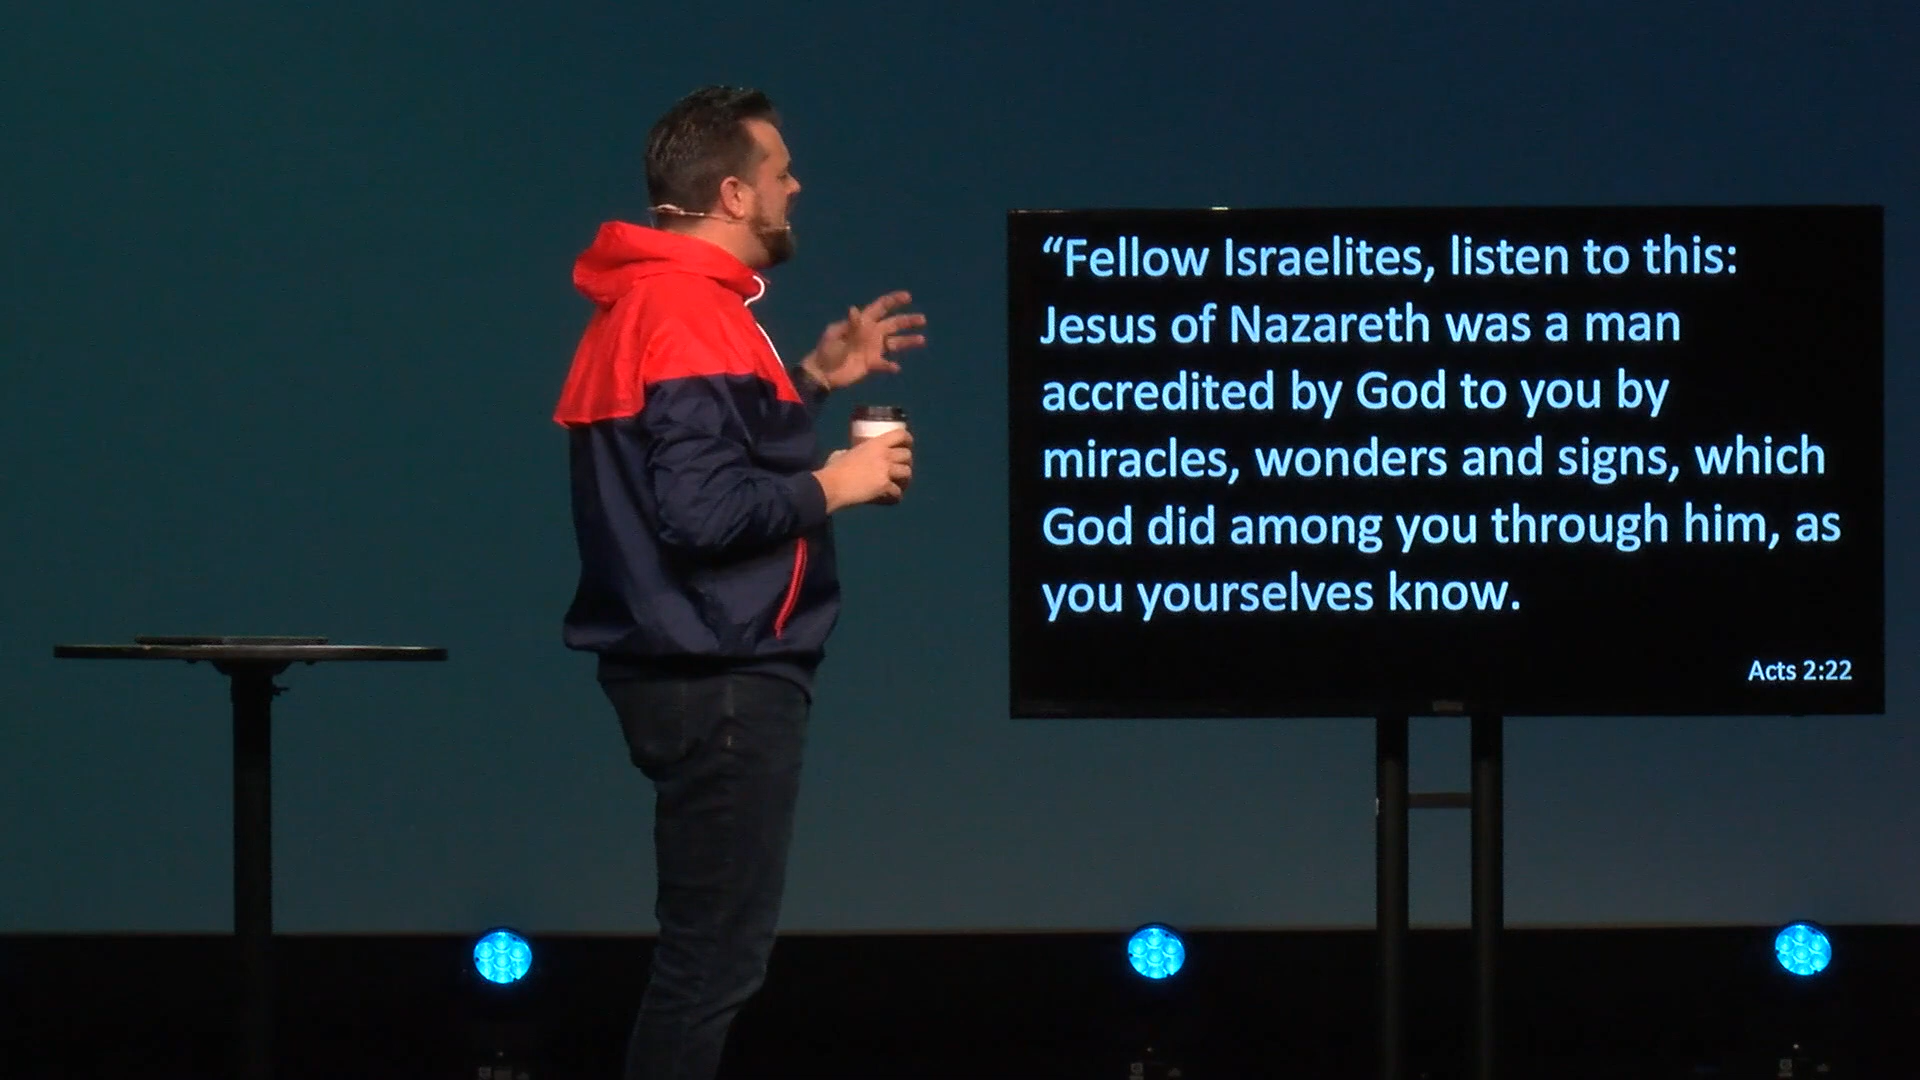 “Fellow Israelites, listen to this:
Jesus of Nazareth was a man
accredited by God to you by
miracles, wonders and signs, which
God did among you through him, as
you yourselves know.
Acts 2:22